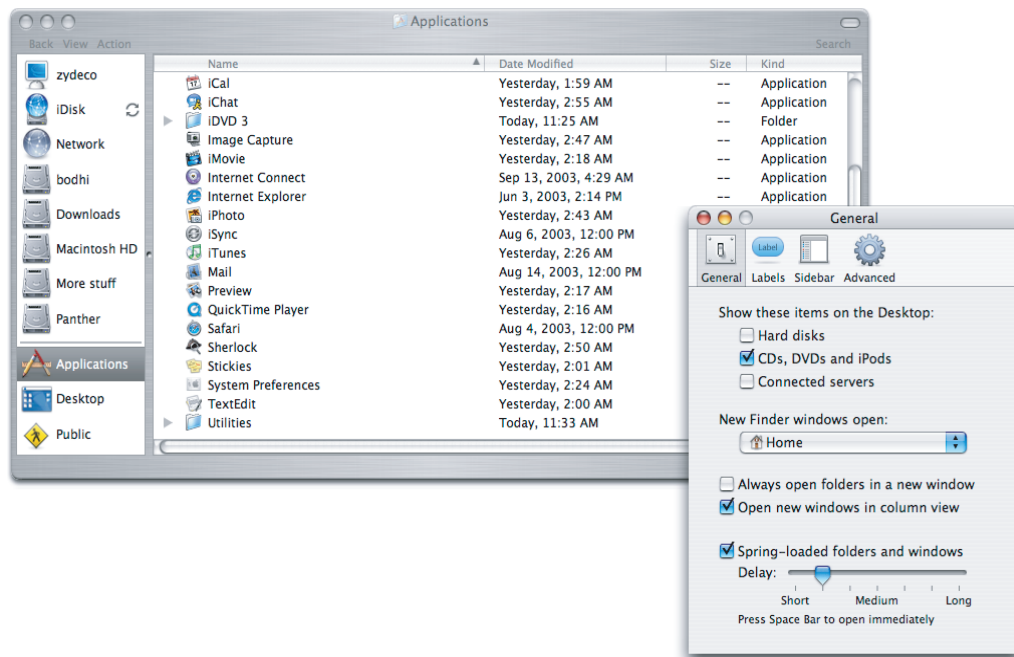 Applications
Back View Action Search
Name Date Modified Size Kind
zydeco
iDisk
Network
bodhi
Downloads
Macintosh HD
More stuff
Panther
Applications
Desktop
Public
iCal Yesterday, 1:59 AM -- Application
iChat Yesterday, 2:55 AM -- Application
iDVD 3 Today, 11:25 AM -- Folder
Image Capture Yesterday, 2:47 AM -- Application
iMovie Yesterday, 2:18 AM -- Application
Internet Connect Sep 13, 2003, 4:29 AM -- Application
Internet Explorer Jun 3, 2003, 2:14 PM -- Application
iPhoto Yesterday, 2:43 AM
iSync Aug 6, 2003, 12:00 PM
iTunes Yesterday, 2:26 AM
Mail Aug 14, 2003, 12:00 PM
Preview Yesterday, 2:17 AM
QuickTime Player Yesterday, 2:16 AM
Safari Aug 4, 2003, 12:00 PM
Sherlock Yesterday, 2:50 AM
Stickies Yesterday, 2:01 AM
System Preferences Yesterday, 2:24 AM
TextEdit Yesterday, 2:00 AM
Utilities Today, 11:33 AM
General
Label
General Labels Sidebar Advanced
Show these items on the Desktop:
Hard disks
CDs, DVDs and iPods
Connected servers
New Finder windows open:
Home
Always open folders in a new window
Open new windows in column view
Spring-loaded folders and windows
Delay:
Short Medium Long
Press Space Bar to open immediately